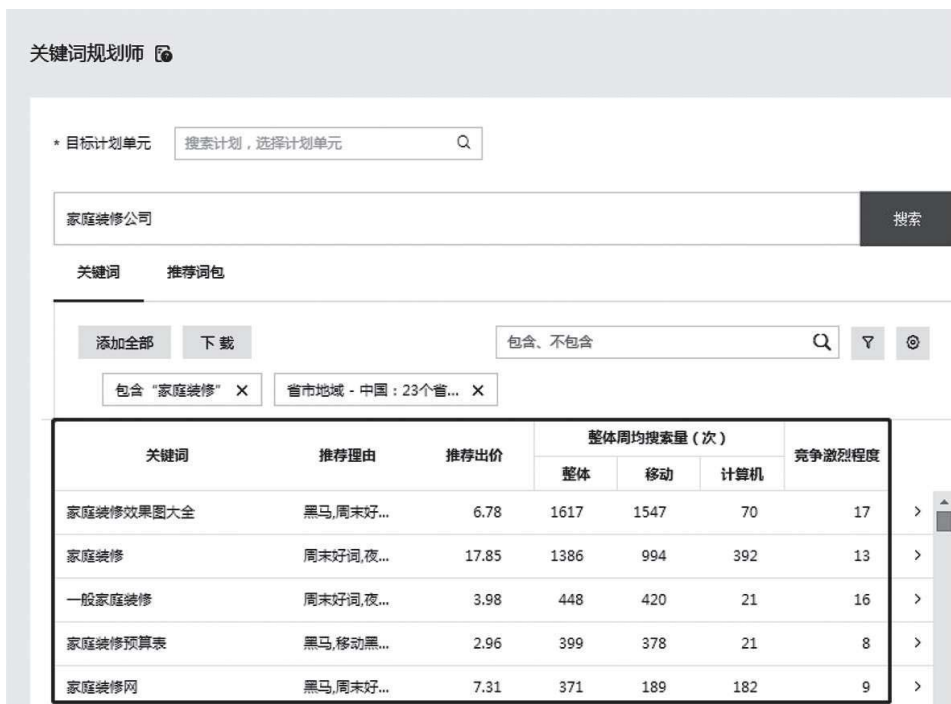 关键词规划师
* 目标计划单元 搜索计划，选择计划单元
家庭装修公司 搜索
关键词 推荐词包
添加全部 下载 包含、不包含
包含“家庭装修” × 省市地域 - 中国：23个省... ×
关键词 推荐理由 推荐出价 整体周均搜索量（次） 竞争激烈程度
整体 移动 计算机
家庭装修效果图大全 黑马,周末好... 6.78 1617 1547 70 17
家庭装修 周末好词,夜... 17.85 1386 994 392 13
一般家庭装修 周末好词,夜... 3.98 448 420 21 16
家庭装修预算表 黑马,移动黑... 2.96 399 378 21 8
家庭装修网 黑马,周末好... 7.31 371 189 182 9